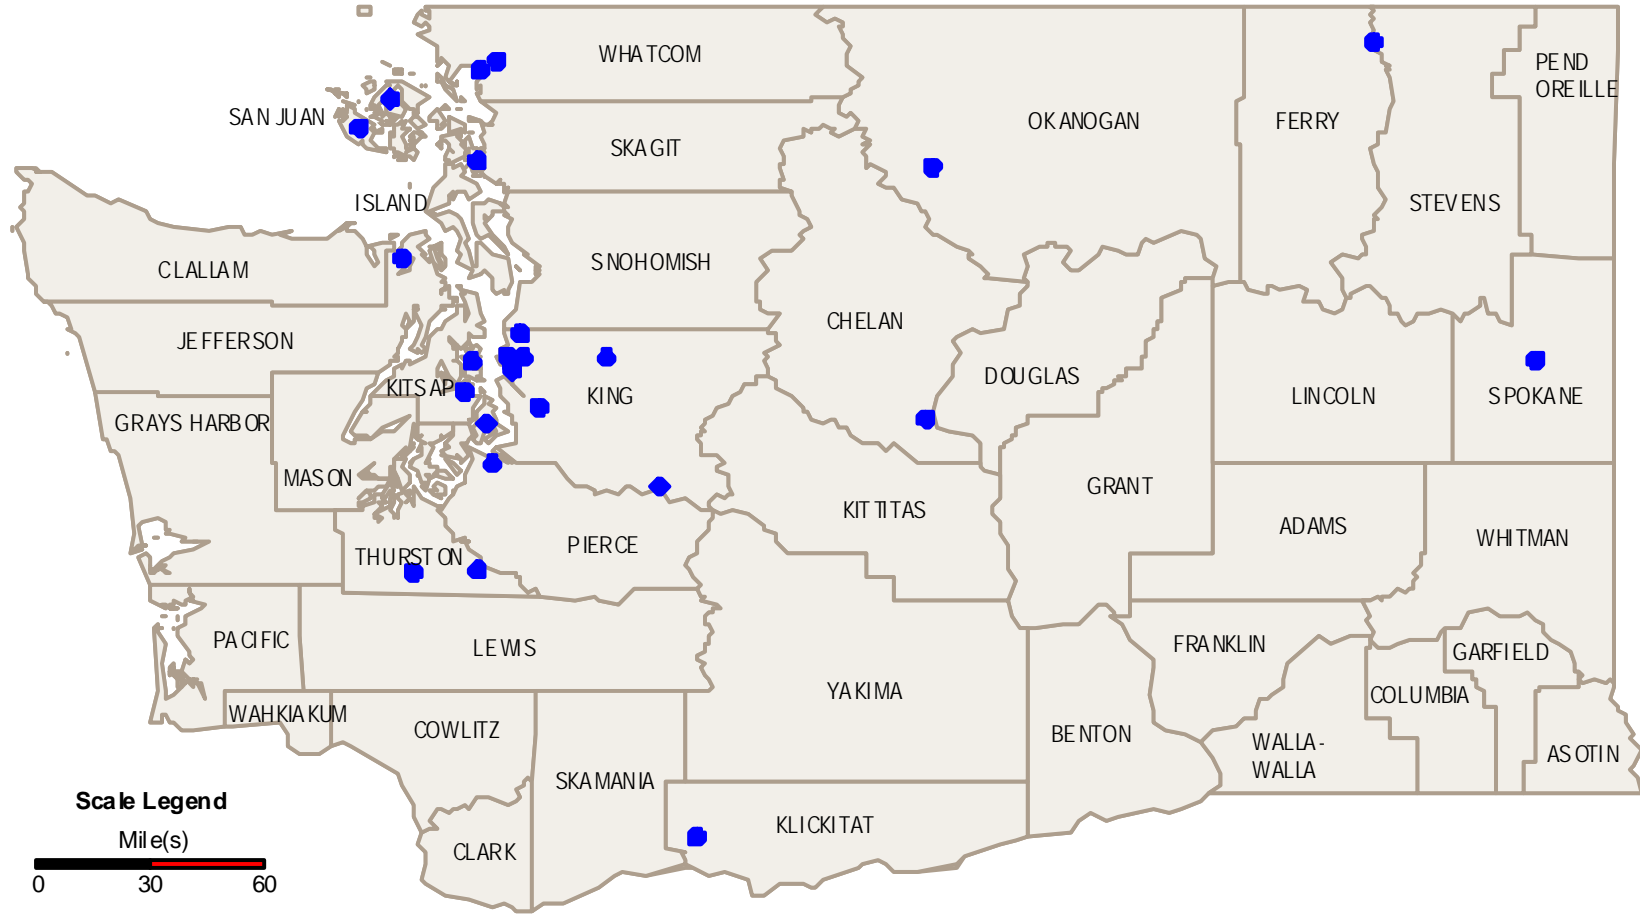 WHATCOM
PEND
OREILLE
SAN JUAN
OKANOGAN
FERRY
SKAGIT
ISLAND
STEVENS
CLALLAM
SNOHOMISH
CHELAN
JEFFERSON
DOUGLAS
KITSAP
KING
LINCOLN
SPOKANE
GRAYS HARBOR
MASON
GRANT
KITTITAS
ADAMS
WHITMAN
THURSTON
PIERCE
PACIFIC
LEWIS
FRANKLIN
GARFIELD
YAKIMA
COLUMBIA
WAHKIAKUM
COWLITZ
BENTON
WALLA-
WALLA
ASOTIN
SKAMANIA
KLICKITAT
CLARK
Scale Legend
Mile(s)
0 30 60